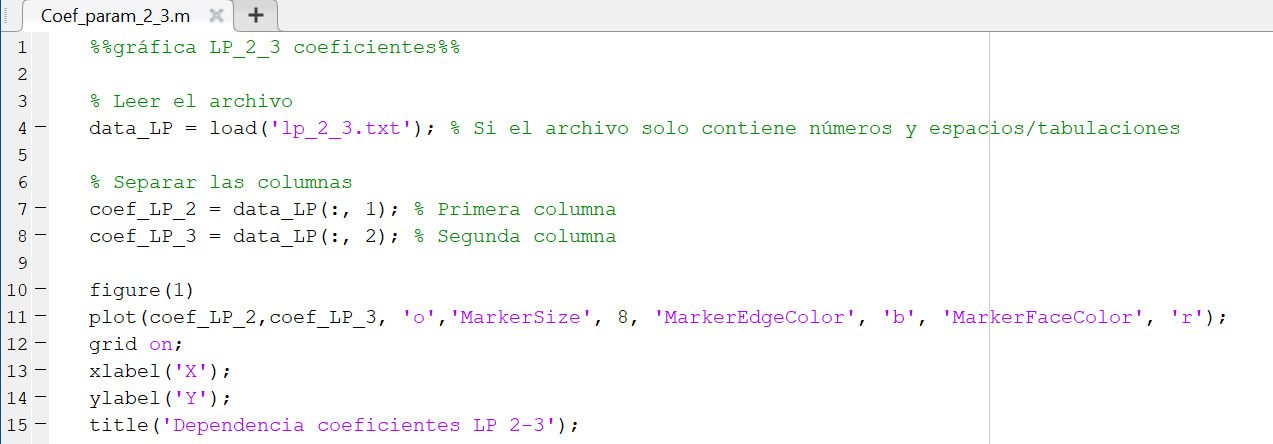 Coef_param_2_3.m
1 %%gráfica LP_2_3 coeficientes%%
2
3 % Leer el archivo
4 data_LP = load('lp_2_3.txt'); % Si el archivo solo contiene números y espacios/tabulaciones
5
6 % Separar las columnas
7 coef_LP_2 = data_LP(:, 1); % Primera columna
8 coef_LP_3 = data_LP(:, 2); % Segunda columna
9
10 figure(1)
11 plot(coef_LP_2,coef_LP_3, 'o','MarkerSize', 8, 'MarkerEdgeColor', 'b', 'MarkerFaceColor', 'r');
12 grid on;
13 xlabel('X');
14 ylabel('Y');
15 title('Dependencia coeficientes LP 2-3');